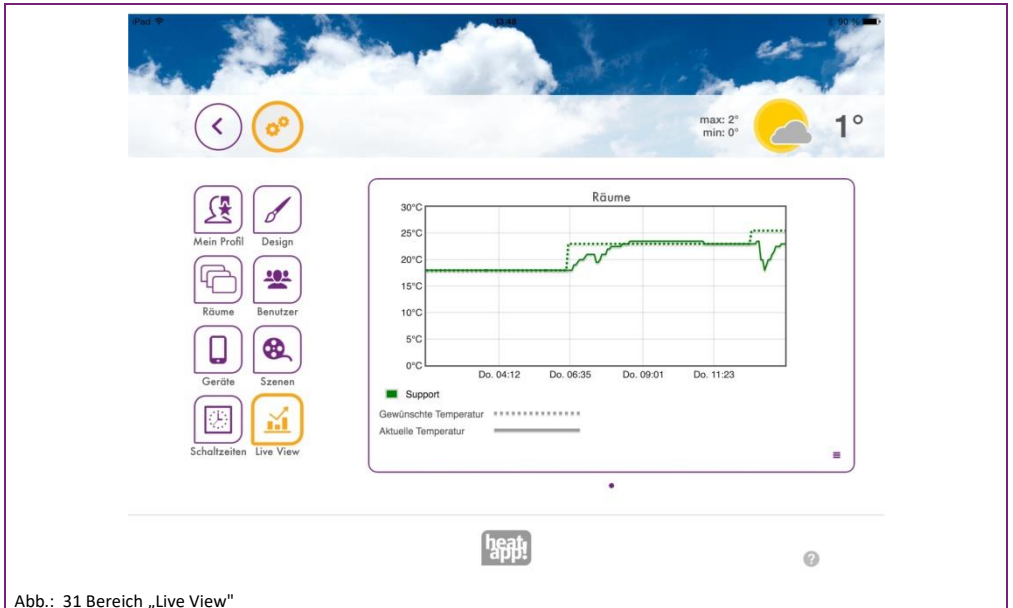 iPad 13:48 90 %
max: 2°
min: 0°
1°
Mein Profil Design
Räume Benutzer
Geräte Szenen
Schaltzeiten Live View
Räume
30°C
25°C
20°C
15°C
10°C
5°C
0°C
Do. 04:12 Do. 06:35 Do. 09:01 Do. 11:23
Support
Gewünschte Temperatur
Aktuelle Temperatur
heat
app!
?
Abb.: 31 Bereich „Live View"